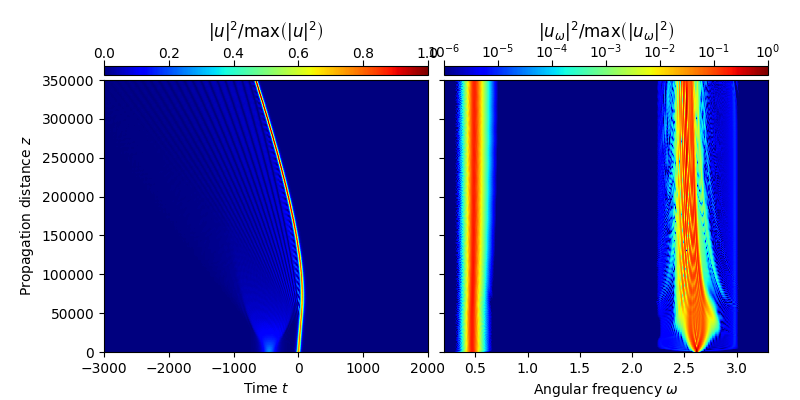 |u|²/max(|u|²)
|u_ω|²/max(|u_ω|²)
0.0 0.2 0.4 0.6 0.8 1.0
10⁻⁶ 10⁻⁵ 10⁻⁴ 10⁻³ 10⁻² 10⁻¹ 10⁰
350000
300000
250000
200000
150000
100000
50000
0
Propagation distance z
−3000 −2000 −1000 0 1000 2000
0.5 1.0 1.5 2.0 2.5 3.0
Time t
Angular frequency ω